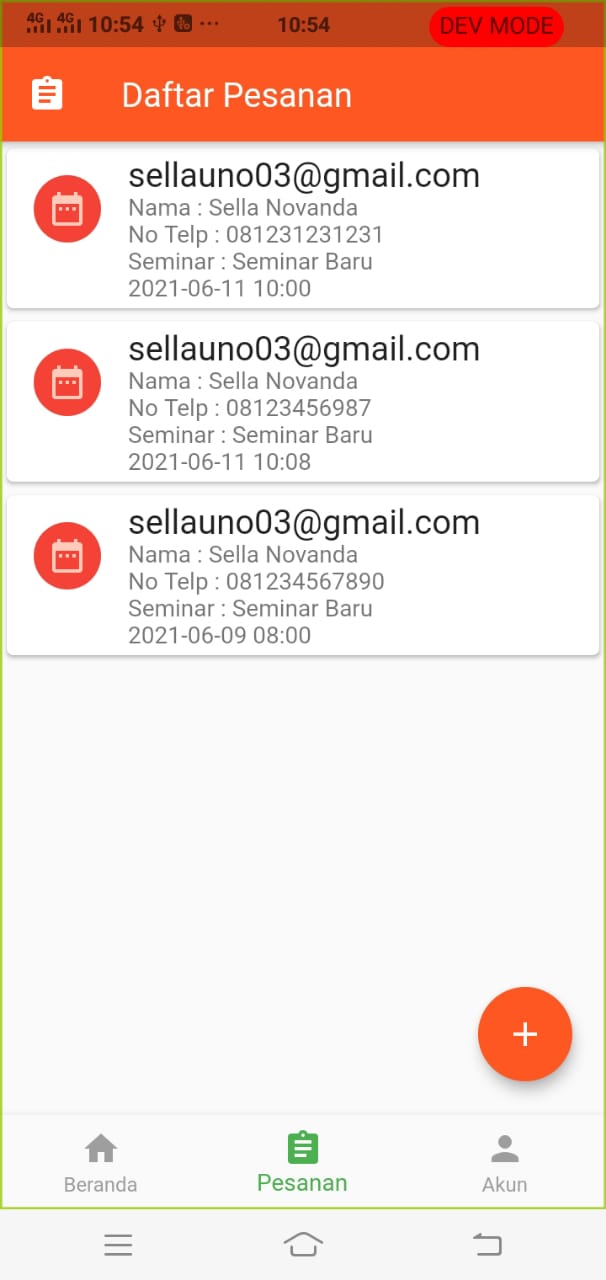 4G 4G 10:54 10:54 DEV MODE
Daftar Pesanan
sellauno03@gmail.com
Nama : Sella Novanda
No Telp : 081231231231
Seminar : Seminar Baru
2021-06-11 10:00
sellauno03@gmail.com
Nama : Sella Novanda
No Telp : 08123456987
Seminar : Seminar Baru
2021-06-11 10:08
sellauno03@gmail.com
Nama : Sella Novanda
No Telp : 081234567890
Seminar : Seminar Baru
2021-06-09 08:00
Beranda Pesanan Akun